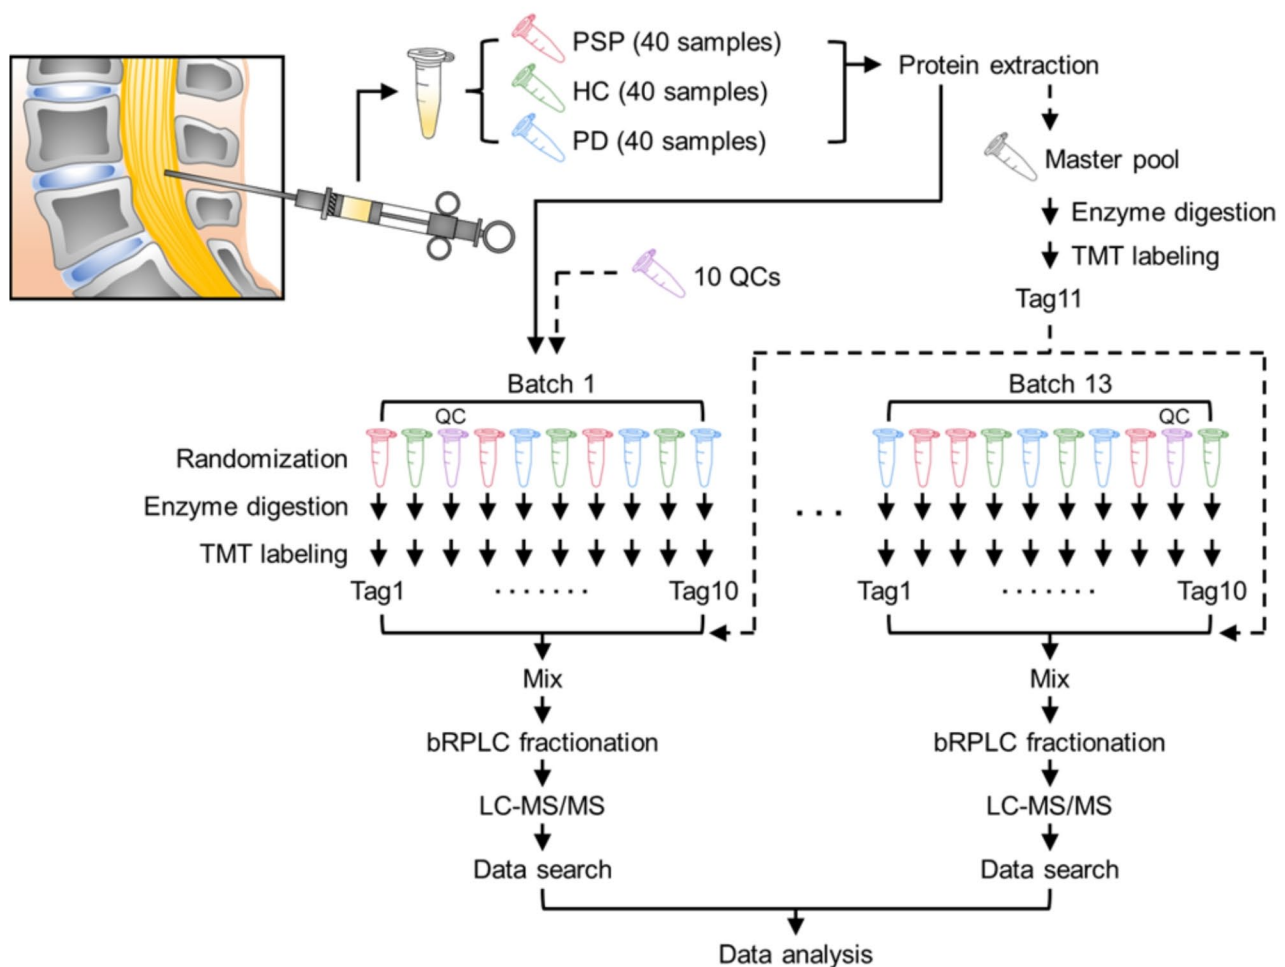 PSP (40 samples)
HC (40 samples)
PD (40 samples)
Protein extraction
Master pool
Enzyme digestion
TMT labeling
Tag11
10 QCs
Batch 1
Batch 13
QC
QC
Randomization
Enzyme digestion
TMT labeling
...
Tag1 ....... Tag10
Tag1 ....... Tag10
Mix
Mix
bRPLC fractionation
bRPLC fractionation
LC-MS/MS
LC-MS/MS
Data search
Data search
Data analysis